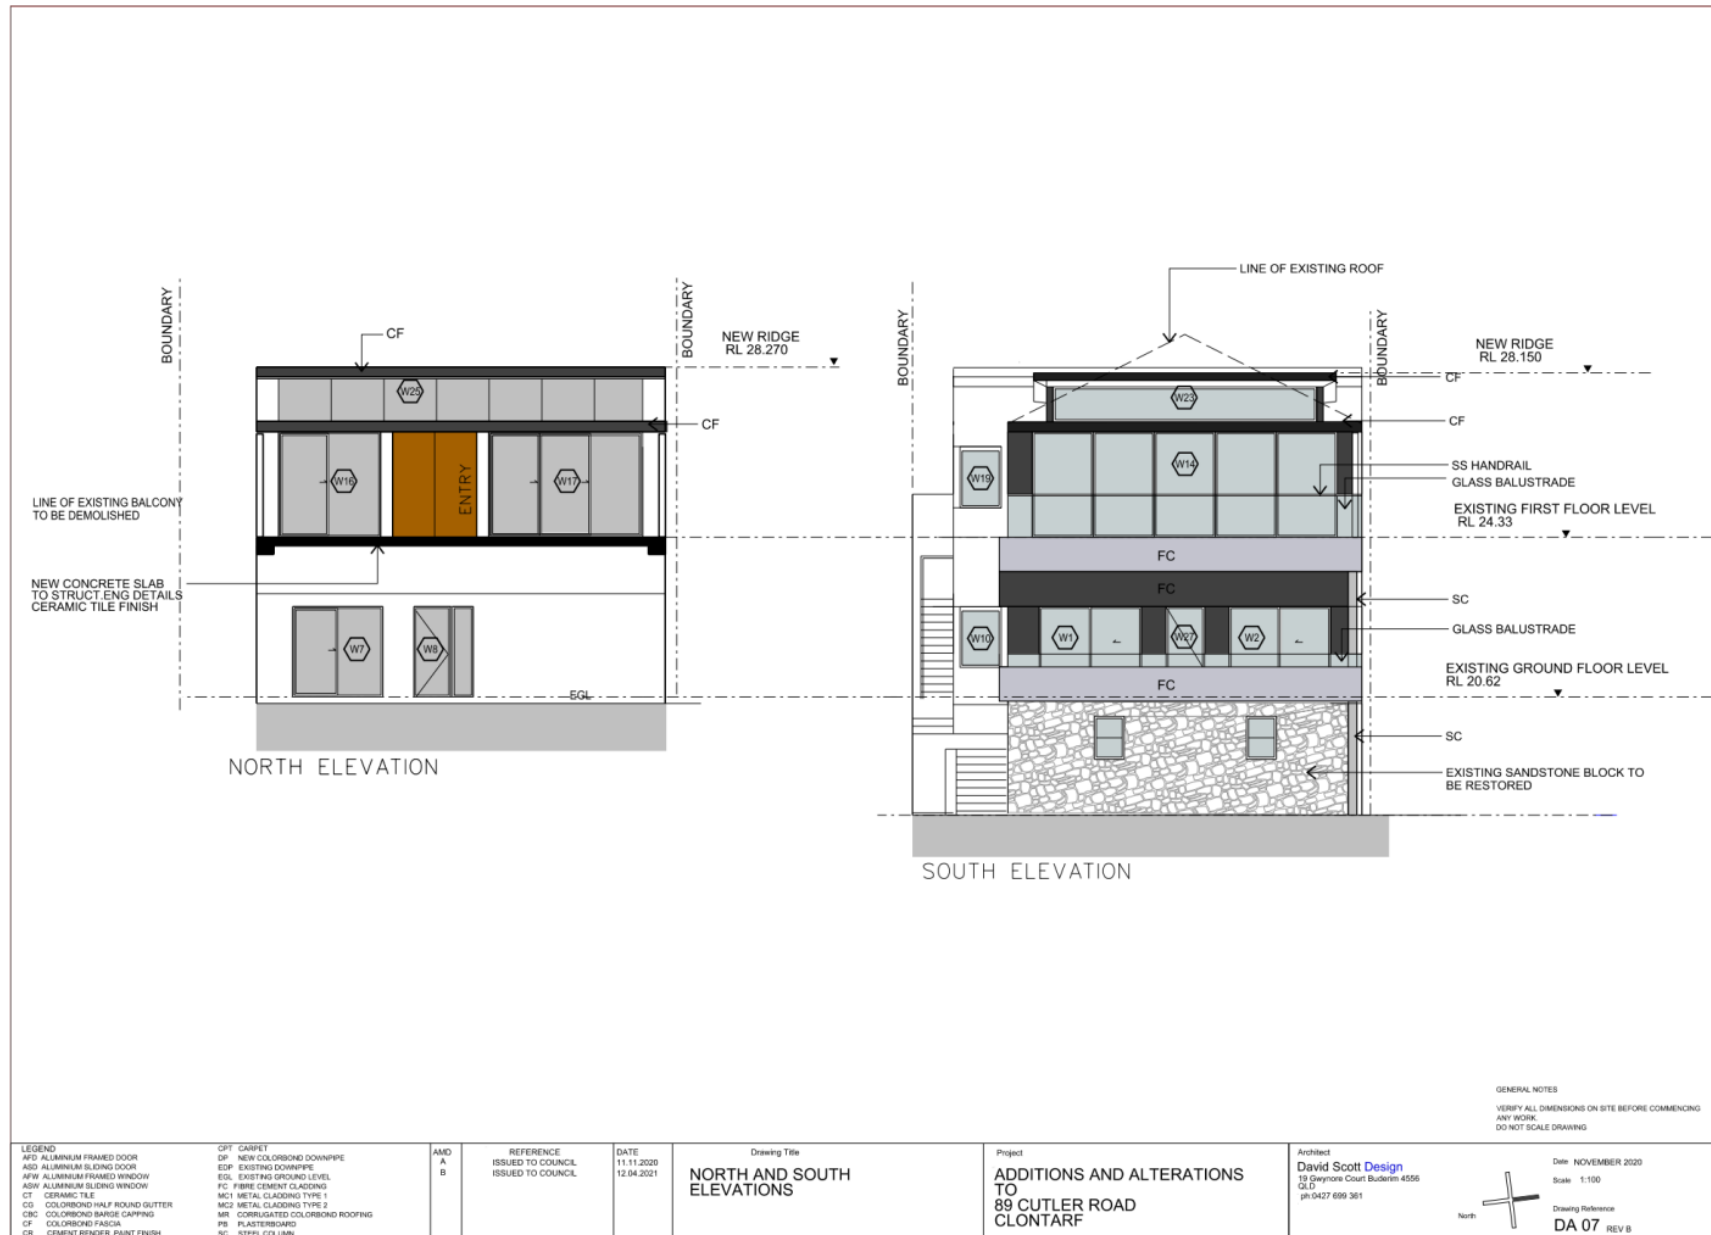 LINE OF EXISTING ROOF
BOUNDARY
BOUNDARY
BOUNDARY
BOUNDARY
CF
NEW RIDGE
RL 28.270
NEW RIDGE
RL 28.150
CF
W25
W23
CF
CF
W16
ENTRY
W17
W19
W14
SS HANDRAIL
GLASS BALUSTRADE
LINE OF EXISTING BALCONY
TO BE DEMOLISHED
EXISTING FIRST FLOOR LEVEL
RL 24.33
FC
NEW CONCRETE SLAB
TO STRUCT.ENG DETAILS
CERAMIC TILE FINISH
FC
SC
W7
W8
W10
W1
W27
W2
GLASS BALUSTRADE
EXISTING GROUND FLOOR LEVEL
RL 20.62
EGL
FC
SC
NORTH ELEVATION
EXISTING SANDSTONE BLOCK TO
BE RESTORED
SOUTH ELEVATION
GENERAL NOTES
VERIFY ALL DIMENSIONS ON SITE BEFORE COMMENCING
ANY WORK.
DO NOT SCALE DRAWING
LEGEND
AFD ALUMINIUM FRAMED DOOR
ASD ALUMINIUM SLIDING DOOR
AFW ALUMINIUM FRAMED WINDOW
ASW ALUMINIUM SLIDING WINDOW
CT CERAMIC TILE
CG COLORBOND HALF ROUND GUTTER
CBC COLORBOND BARGE CAPPING
CF COLORBOND FASCIA
CR CEMENT RENDER, PAINT FINISH
CPT CARPET
DP NEW COLORBOND DOWNPIPE
EDP EXISTING DOWNPIPE
EGL EXISTING GROUND LEVEL
FC FIBRE CEMENT CLADDING
MC1 METAL CLADDING TYPE 1
MC2 METAL CLADDING TYPE 2
MR CORRUGATED COLORBOND ROOFING
PB PLASTERBOARD
SC STEEL COLUMN
AMD
A
B
REFERENCE
ISSUED TO COUNCIL
ISSUED TO COUNCIL
DATE
11.11.2020
12.04.2021
Drawing Title
NORTH AND SOUTH
ELEVATIONS
Project
ADDITIONS AND ALTERATIONS
TO
89 CUTLER ROAD
CLONTARF
Architect
David Scott Design
19 Gwynore Court Buderim 4556
QLD
ph:0427 699 361
North
Date NOVEMBER 2020
Scale 1:100
Drawing Reference
DA 07 REV B